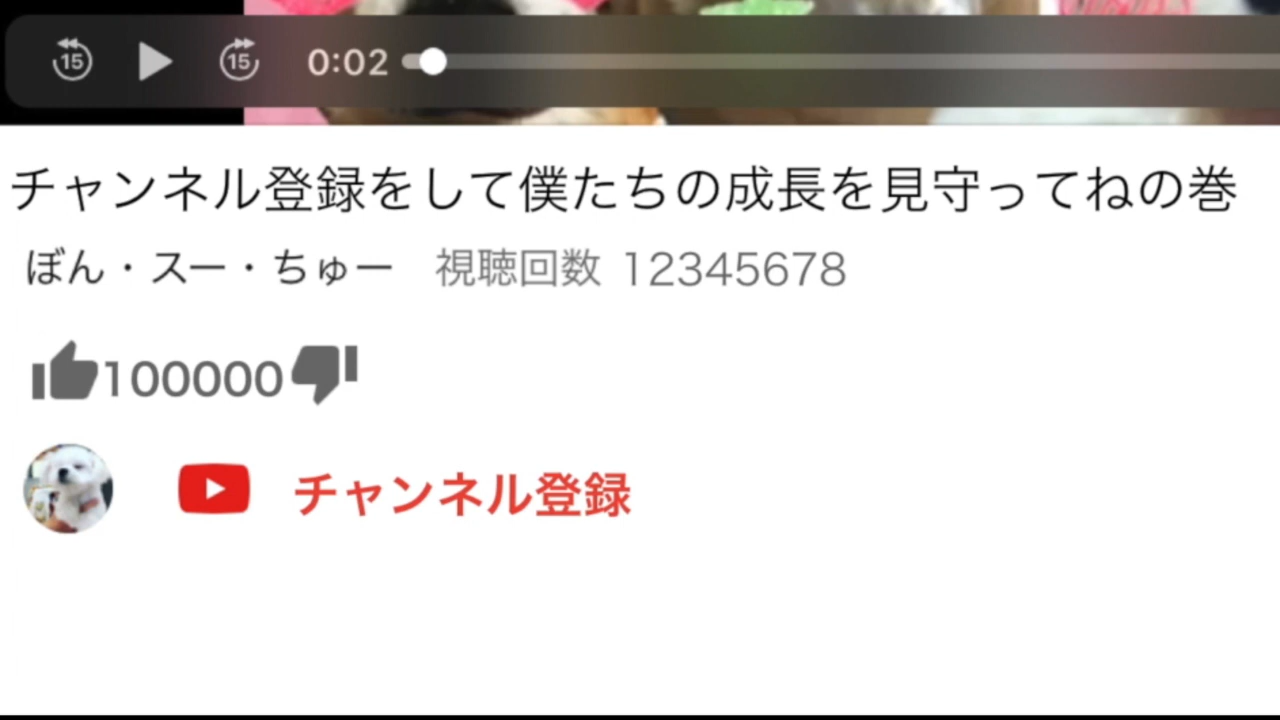 15 15 0:02
チャンネル登録をして僕たちの成長を見守ってねの巻
ぼん・スー・ちゅー 視聴回数 12345678
100000
チャンネル登録